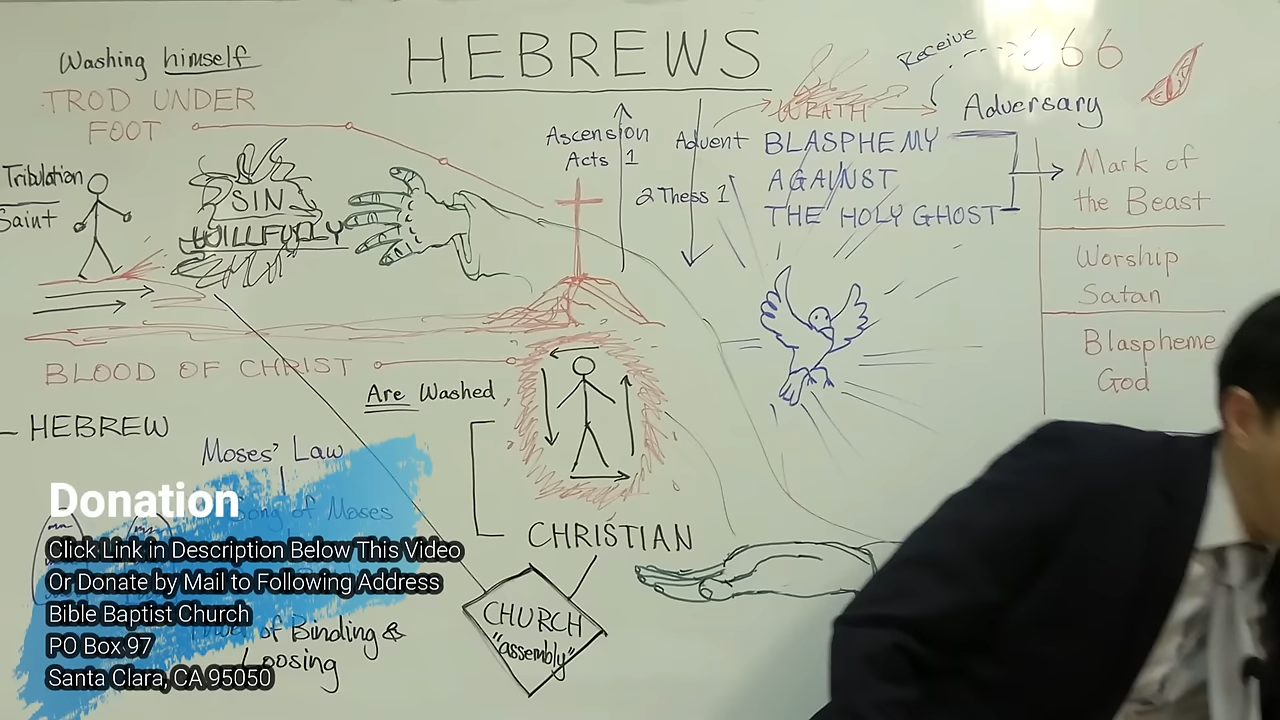 HEBREWS
Washing himself
TROD UNDER
FOOT
Tribulation
Saint
SIN
WILLFULLY
Ascension
Acts 1
Advent
2 Thess 1
WRATH
Receive
666
Adversary
BLASPHEMY
AGAINST
THE HOLY GHOST
Mark of
the Beast
Worship
Satan
Blaspheme
God
BLOOD OF CHRIST
Are Washed
HEBREW
Moses' Law
Song of Moses
of Binding &
Loosing
CHRISTIAN
CHURCH
"assembly"
Donation
Click Link in Description Below This Video
Or Donate by Mail to Following Address
Bible Baptist Church
PO Box 97
Santa Clara, CA 95050